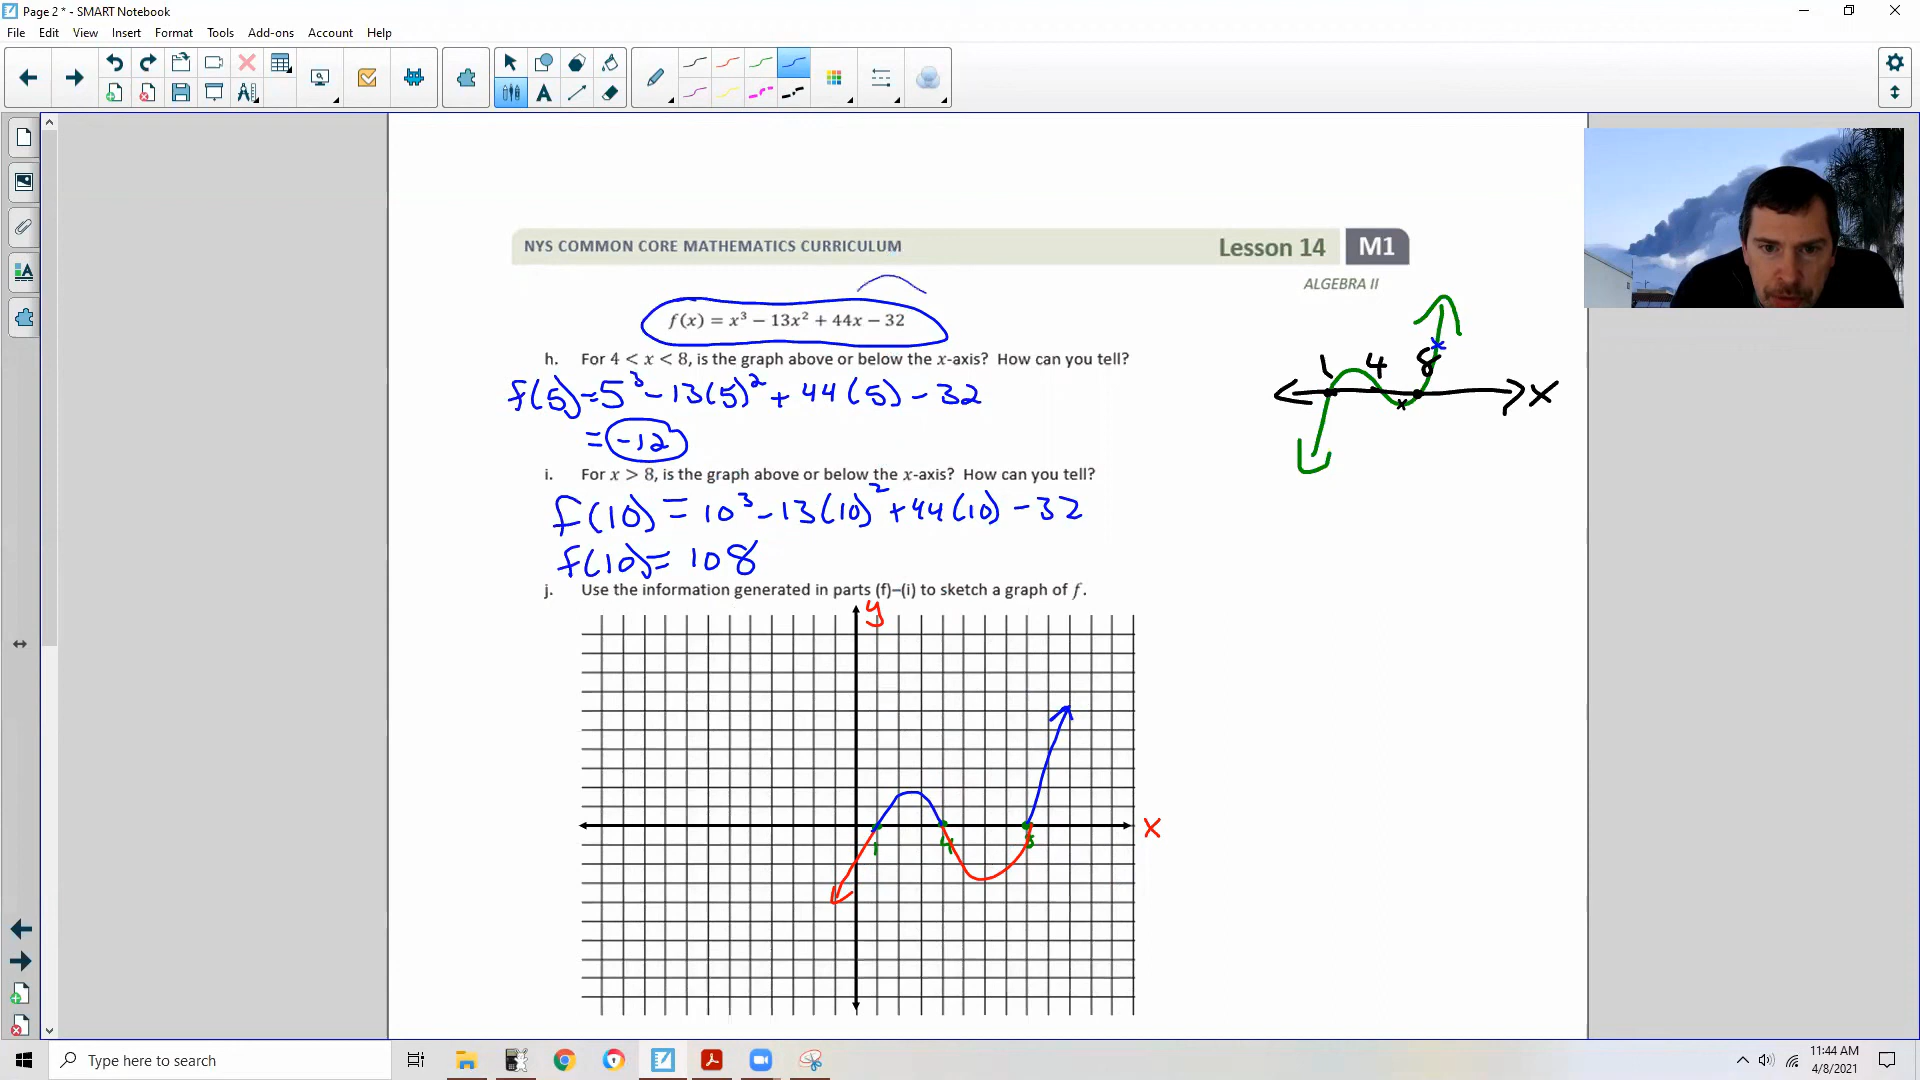 Page 2 * - SMART Notebook
File Edit View Insert Format Tools Add-ons Account Help
NYS COMMON CORE MATHEMATICS CURRICULUM Lesson 14 M1
ALGEBRA II
f(x) = x³ − 13x² + 44x − 32
h. For 4 < x < 8, is the graph above or below the x-axis? How can you tell?
f(5) = 5³ − 13(5)² + 44(5) − 32
= −12
1 4 8 x
i. For x > 8, is the graph above or below the x-axis? How can you tell?
f(10) = 10³ − 13(10)² + 44(10) − 32
f(10) = 108
j. Use the information generated in parts (f)–(i) to sketch a graph of f.
y
x
1 4 8
Type here to search
11:44 AM
4/8/2021